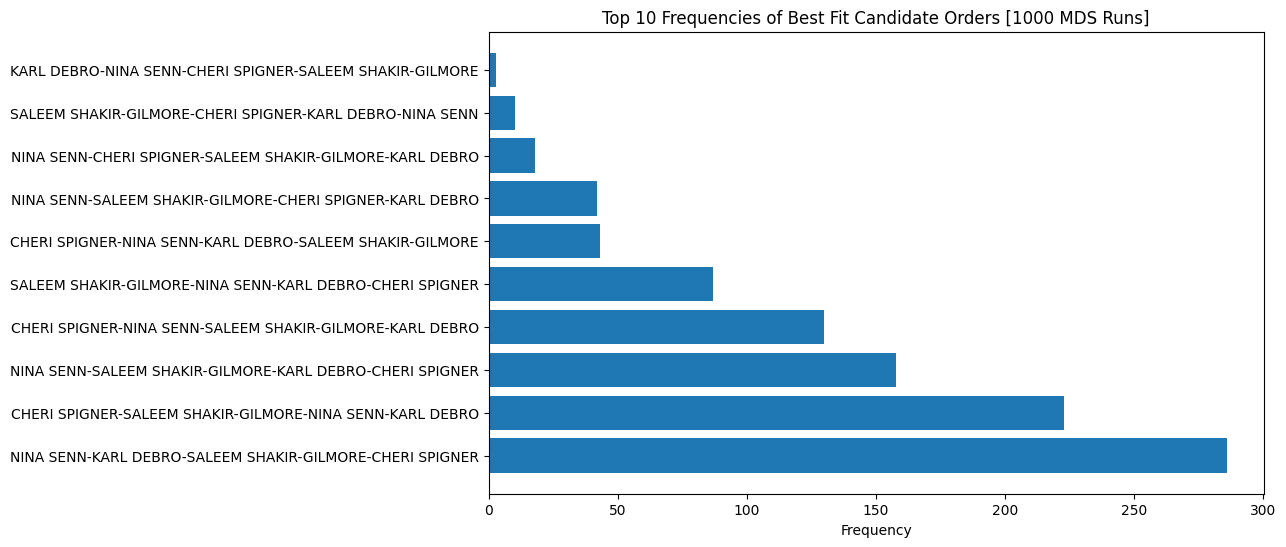 Top 10 Frequencies of Best Fit Candidate Orders [1000 MDS Runs]
KARL DEBRO-NINA SENN-CHERI SPIGNER-SALEEM SHAKIR-GILMORE
SALEEM SHAKIR-GILMORE-CHERI SPIGNER-KARL DEBRO-NINA SENN
NINA SENN-CHERI SPIGNER-SALEEM SHAKIR-GILMORE-KARL DEBRO
NINA SENN-SALEEM SHAKIR-GILMORE-CHERI SPIGNER-KARL DEBRO
CHERI SPIGNER-NINA SENN-KARL DEBRO-SALEEM SHAKIR-GILMORE
SALEEM SHAKIR-GILMORE-NINA SENN-KARL DEBRO-CHERI SPIGNER
CHERI SPIGNER-NINA SENN-SALEEM SHAKIR-GILMORE-KARL DEBRO
NINA SENN-SALEEM SHAKIR-GILMORE-KARL DEBRO-CHERI SPIGNER
CHERI SPIGNER-SALEEM SHAKIR-GILMORE-NINA SENN-KARL DEBRO
NINA SENN-KARL DEBRO-SALEEM SHAKIR-GILMORE-CHERI SPIGNER
0 50 100 150 200 250 300
Frequency